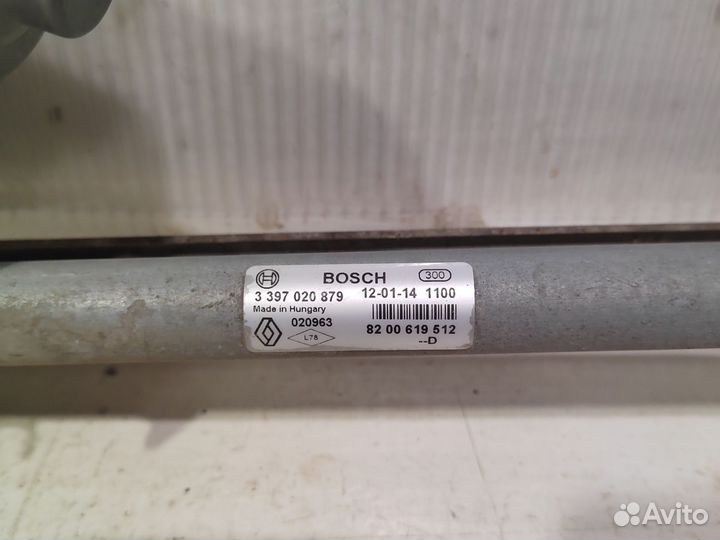 BOSCH 300
3 397 020 879 12-01-14 1100
Made in Hungary
020963
L78
82 00 619 512
--D
Avito